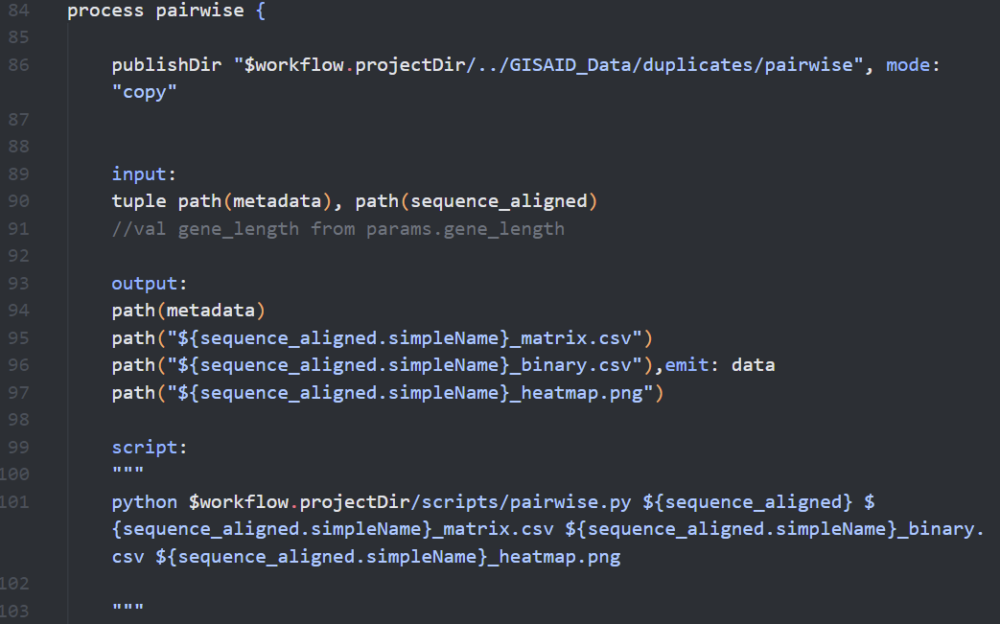 84 process pairwise {
85
86 publishDir "$workflow.projectDir/../GISAID_Data/duplicates/pairwise", mode:
"copy"
87
88
89 input:
90 tuple path(metadata), path(sequence_aligned)
91 //val gene_length from params.gene_length
92
93 output:
94 path(metadata)
95 path("${sequence_aligned.simpleName}_matrix.csv")
96 path("${sequence_aligned.simpleName}_binary.csv"),emit: data
97 path("${sequence_aligned.simpleName}_heatmap.png")
98
99 script:
100 """
101 python $workflow.projectDir/scripts/pairwise.py ${sequence_aligned} $
{sequence_aligned.simpleName}_matrix.csv ${sequence_aligned.simpleName}_binary.
csv ${sequence_aligned.simpleName}_heatmap.png
102
103 """